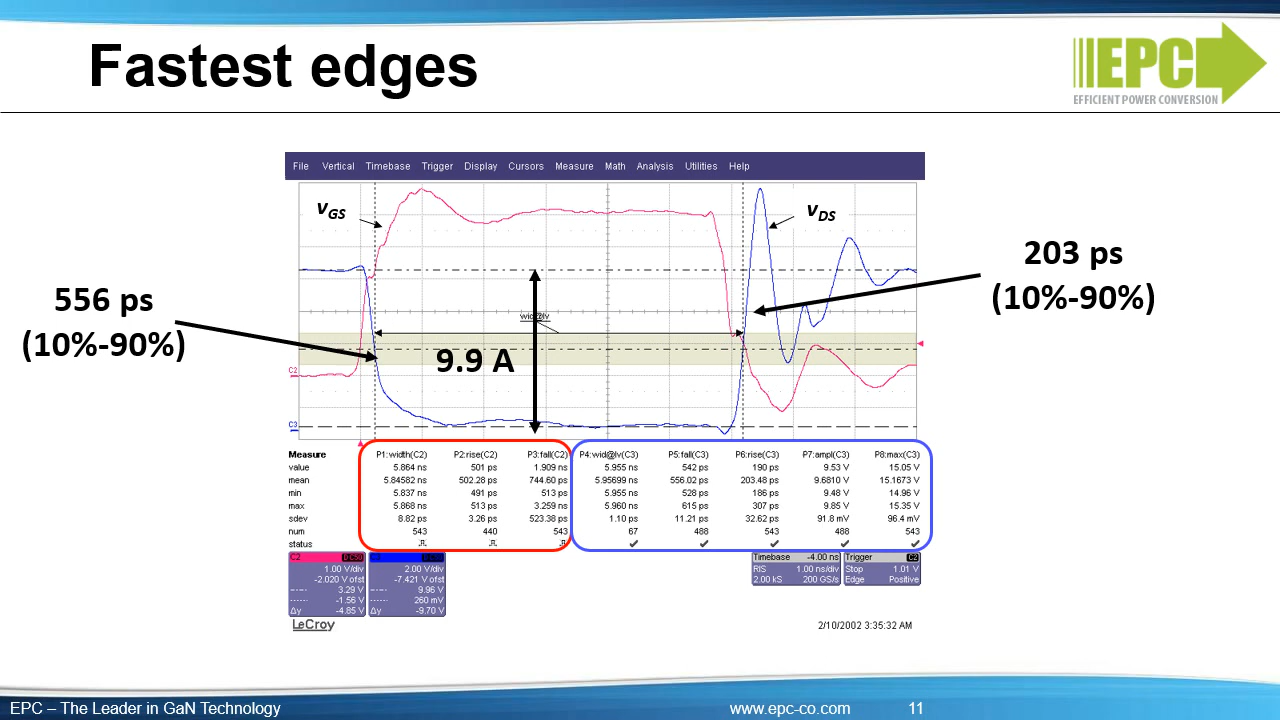 Fastest edges
EPC
EFFICIENT POWER CONVERSION
File Vertical Timebase Trigger Display Cursors Measure Math Analysis Utilities Help
vGS
vDS
556 ps
(10%-90%)
203 ps
(10%-90%)
wid@lv
9.9 A
C2
C3
Measure P1:width(C2) P2:rise(C2) P3:fall(C2) P4:wid@lv(C3) P5:fall(C3) P6:rise(C3) P7:ampl(C3) P8:max(C3)
value 5.864 ns 501 ps 1.909 ns 5.955 ns 542 ps 190 ps 9.53 V 15.05 V
mean 5.84582 ns 502.28 ps 744.60 ps 5.95699 ns 556.02 ps 203.48 ps 9.6810 V 15.1673 V
min 5.837 ns 491 ps 513 ps 5.955 ns 528 ps 186 ps 9.48 V 14.96 V
max 5.868 ns 513 ps 3.259 ns 5.960 ns 615 ps 307 ps 9.85 V 15.35 V
sdev 8.82 ps 3.26 ps 523.38 ps 1.10 ps 11.21 ps 32.62 ps 91.8 mV 96.4 mV
num 543 440 543 67 488 543 488 543
status
C2 DC50
1.00 V/div
-2.020 V ofst
3.29 V
-1.56 V
Δy -4.85 V
2.00 V/div
-7.421 V ofst
9.96 V
260 mV
Δy -9.70 V
Timebase -4.00 ns
RIS 1.00 ns/div
2.00 kS 200 GS/s
Trigger C2
Stop 1.01 V
Edge Positive
LeCroy
2/10/2002 3:35:32 AM
EPC – The Leader in GaN Technology
www.epc-co.com
11